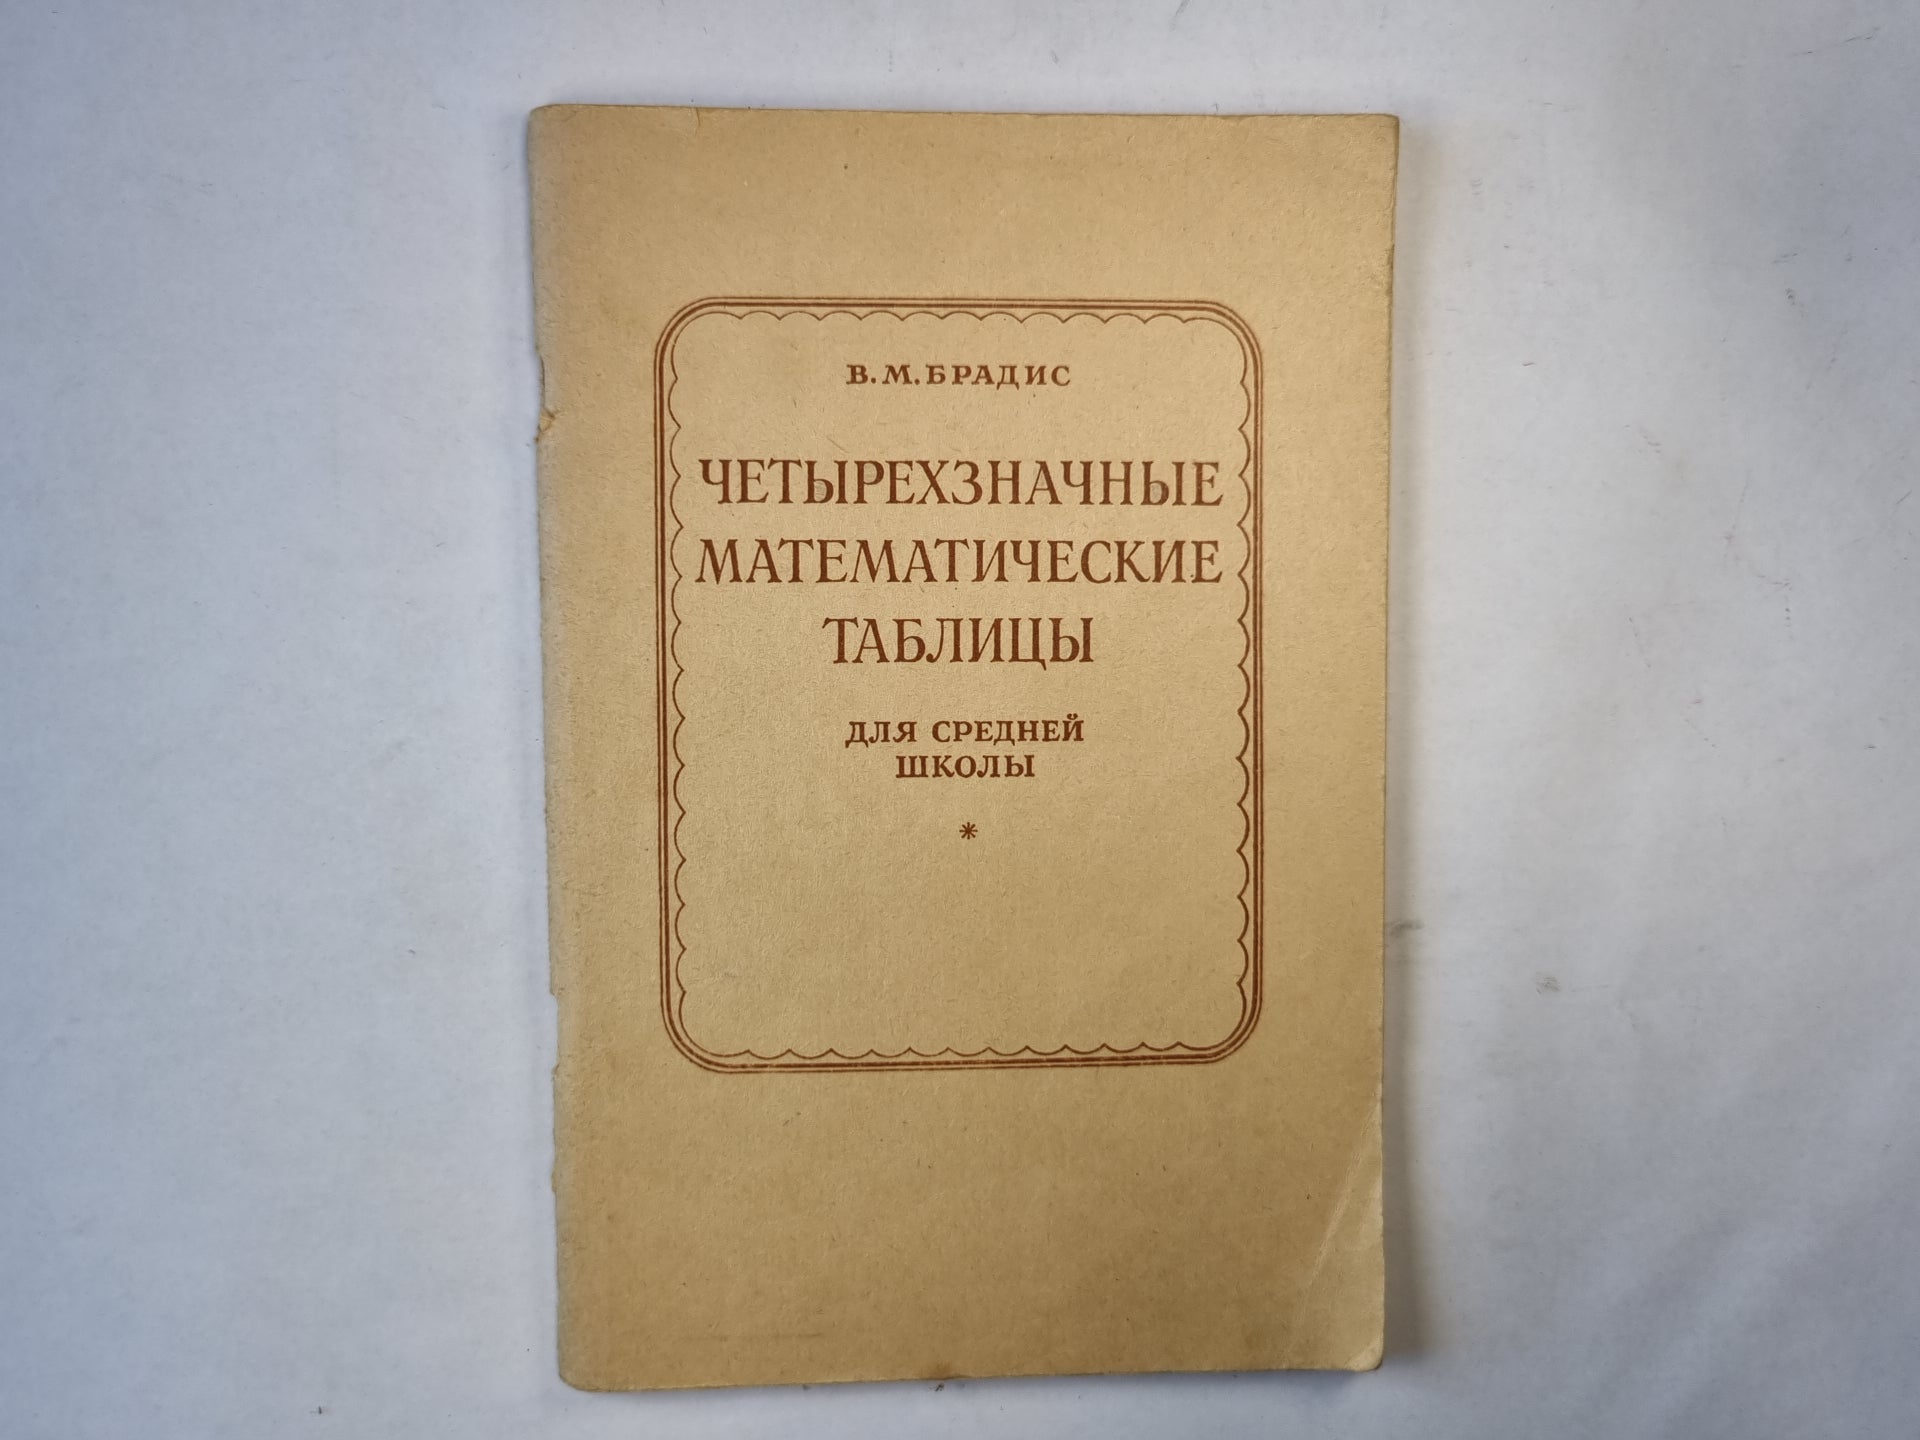 В. М. БРАДИС
ЧЕТЫРЕХЗНАЧНЫЕ
МАТЕМАТИЧЕСКИЕ
ТАБЛИЦЫ
ДЛЯ СРЕДНЕЙ
ШКОЛЫ
*